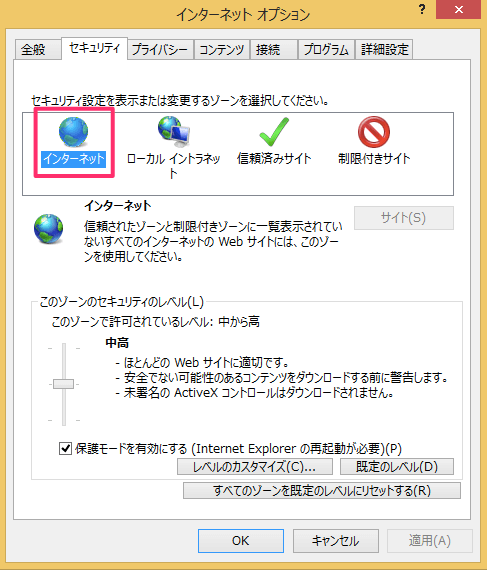 インターネット オプション
?
×
全般 セキュリティ プライバシー コンテンツ 接続 プログラム 詳細設定
セキュリティ設定を表示または変更するゾーンを選択してください。
インターネット
ローカル イントラネッ
ト
信頼済みサイト
制限付きサイト
インターネット
信頼されたゾーンと制限付きゾーンに一覧表示されてい
ないすべてのインターネットの Web サイトには、このゾー
ンを使用してください。
サイト(S)
このゾーンのセキュリティのレベル(L)
このゾーンで許可されているレベル: 中から高
中高
- ほとんどの Web サイトに適切です。
- 安全でない可能性のあるコンテンツをダウンロードする前に警告します。
- 未署名の ActiveX コントロールはダウンロードされません。
保護モードを有効にする (Internet Explorer の再起動が必要)(P)
レベルのカスタマイズ(C)... 既定のレベル(D)
すべてのゾーンを既定のレベルにリセットする(R)
OK キャンセル 適用(A)